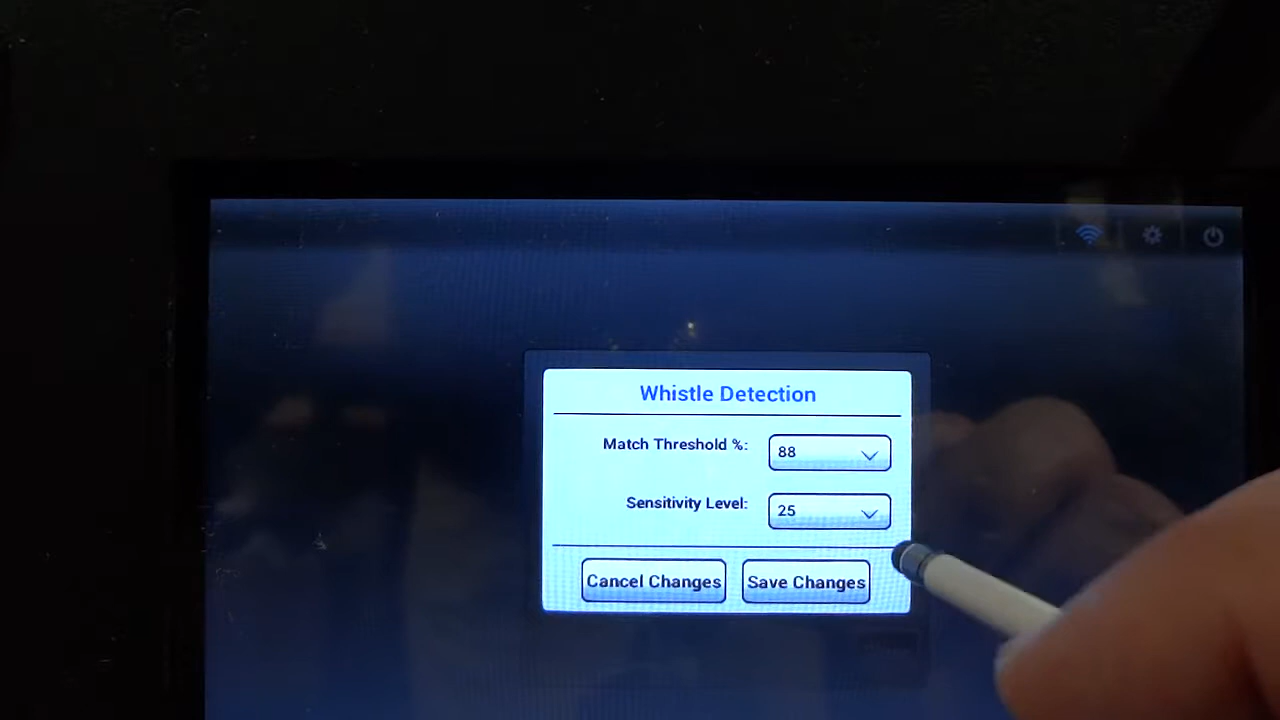 Whistle Detection
Match Threshold %: 88
Sensitivity Level: 25
Cancel Changes Save Changes